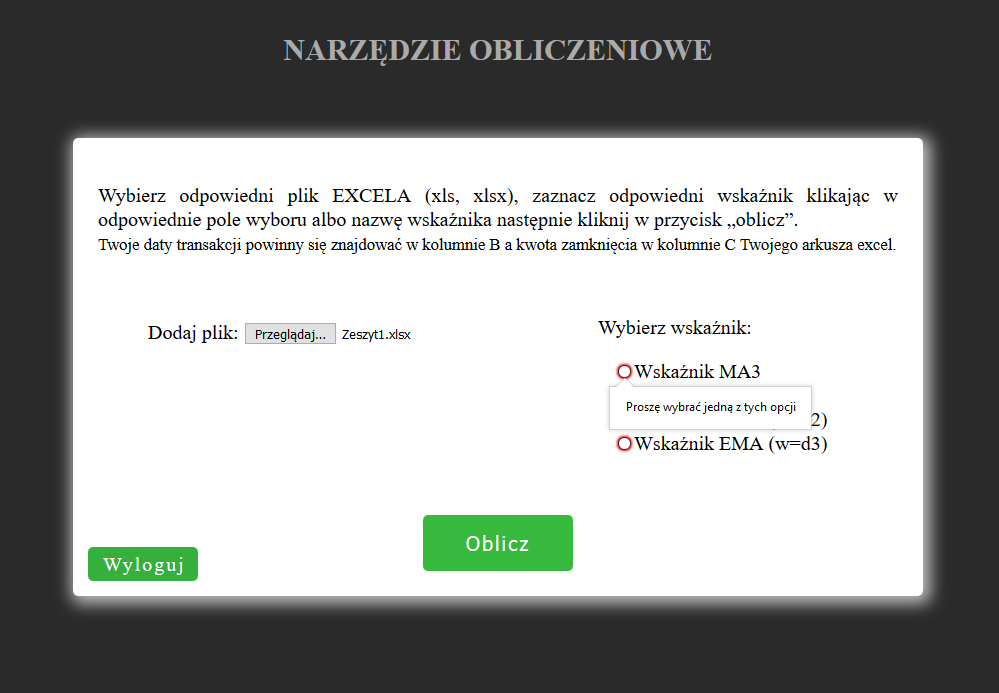 NARZĘDZIE OBLICZENIOWE
Wybierz odpowiedni plik EXCELA (xls, xlsx), zaznacz odpowiedni wskaźnik klikając w
odpowiednie pole wyboru albo nazwę wskaźnika następnie kliknij w przycisk „oblicz”.
Twoje daty transakcji powinny się znajdować w kolumnie B a kwota zamknięcia w kolumnie C Twojego arkusza excel.
Dodaj plik: Przeglądaj... Zeszyt1.xlsx
Wybierz wskaźnik:
Wskaźnik MA3
Proszę wybrać jedną z tych opcji
2)
Wskaźnik EMA (w=d3)
Oblicz
Wyloguj